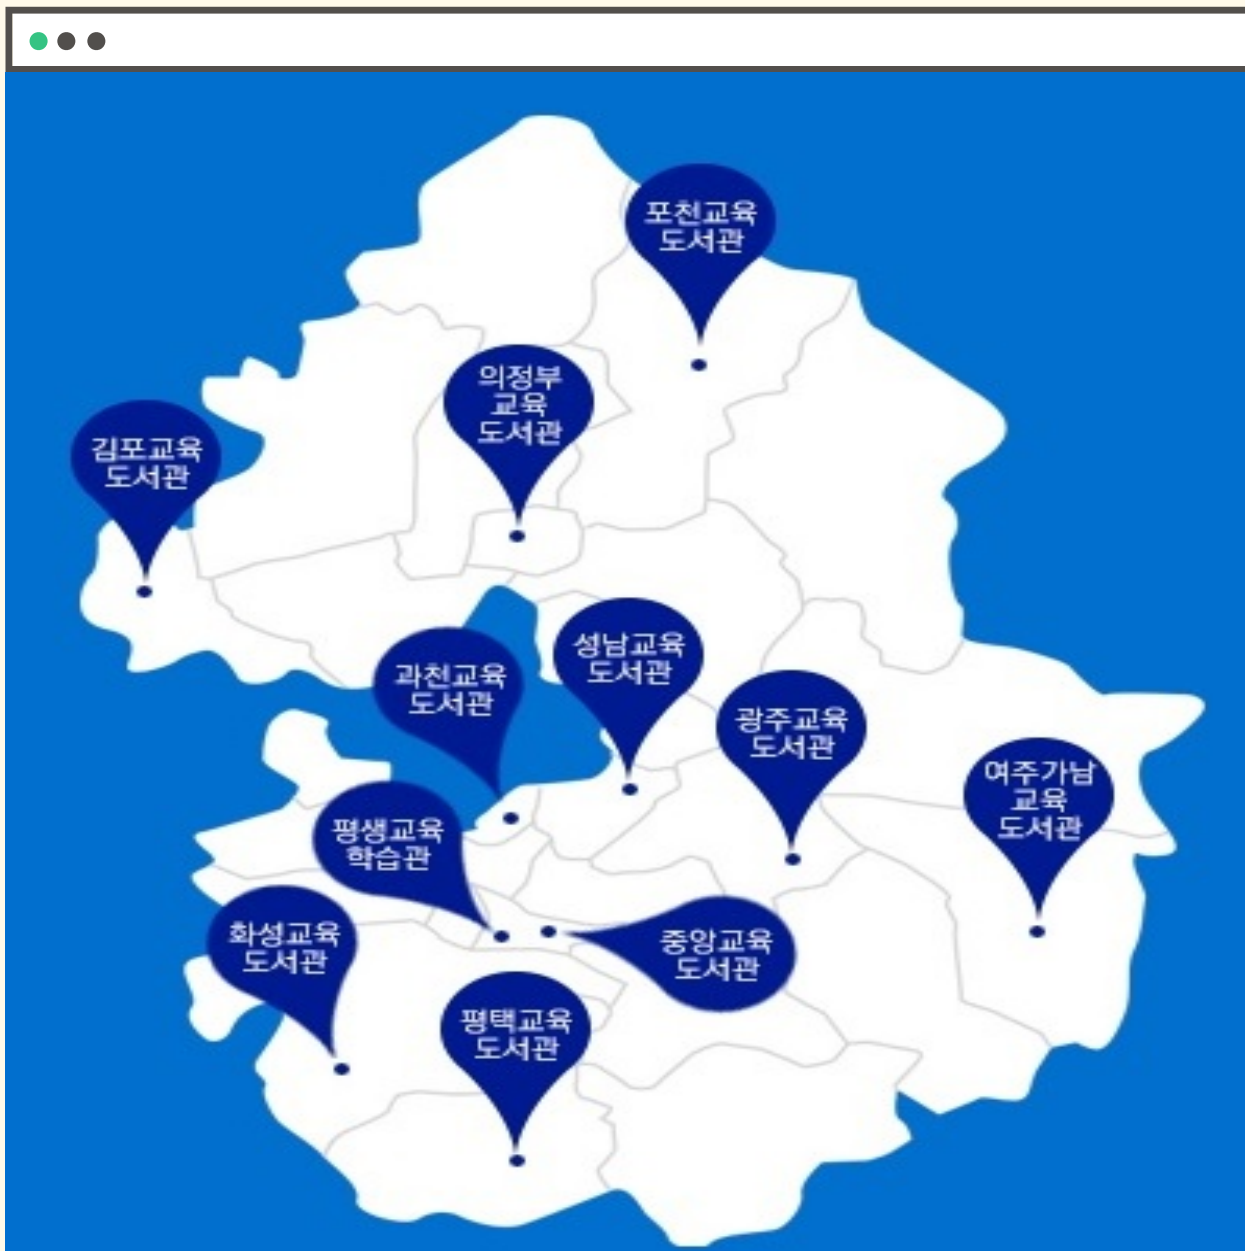 포천교육
도서관
의정부
교육
도서관
김포교육
도서관
성남교육
도서관
과천교육
도서관
광주교육
도서관
여주가남
교육
도서관
평생교육
학습관
화성교육
도서관
중앙교육
도서관
평택교육
도서관